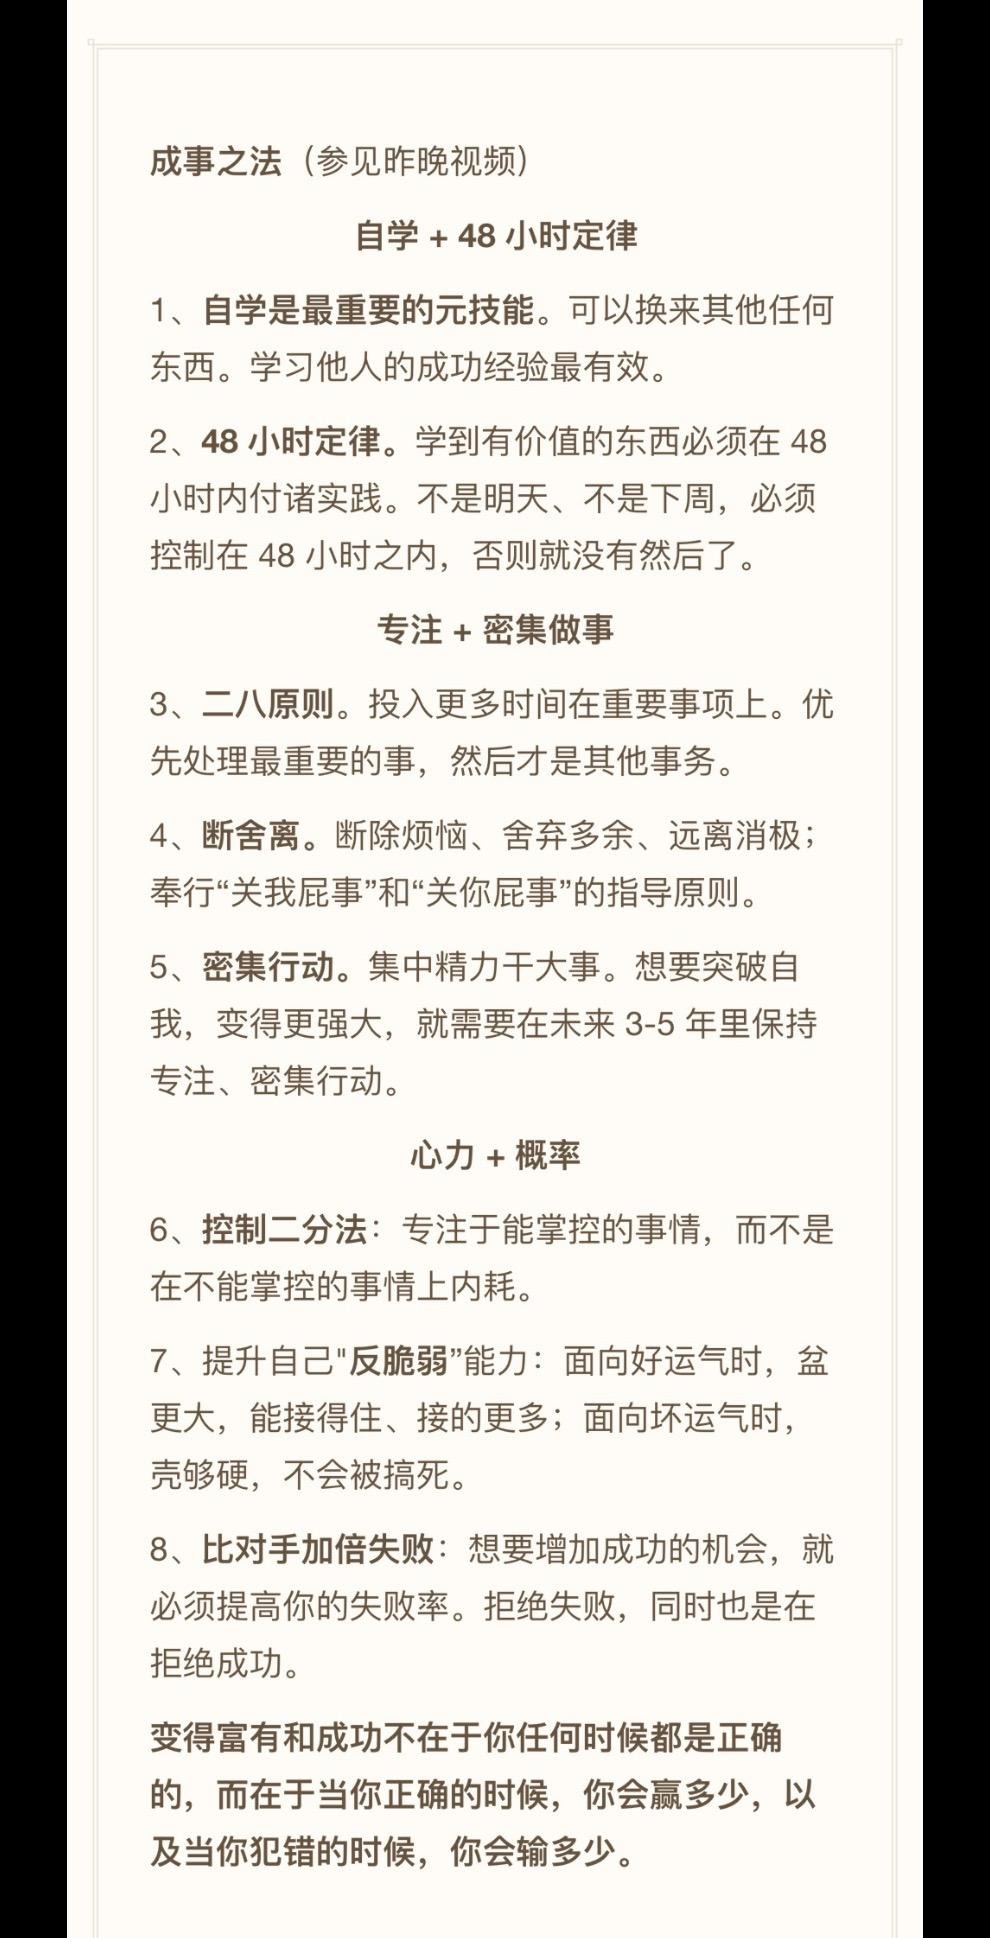 成事之法（参见昨晚视频）
自学 + 48 小时定律
1、自学是最重要的元技能。可以换来其他任何
东西。学习他人的成功经验最有效。
2、48 小时定律。学到有价值的东西必须在 48
小时内付诸实践。不是明天、不是下周，必须
控制在 48 小时之内，否则就没有然后了。
专注 + 密集做事
3、二八原则。投入更多时间在重要事项上。优
先处理最重要的事，然后才是其他事务。
4、断舍离。断除烦恼、舍弃多余、远离消极；
奉行“关我屁事”和“关你屁事”的指导原则。
5、密集行动。集中精力干大事。想要突破自
我，变得更强大，就需要在未来 3-5 年里保持
专注、密集行动。
心力 + 概率
6、控制二分法：专注于能掌控的事情，而不是
在不能掌控的事情上内耗。
7、提升自己"反脆弱”能力：面向好运气时，盆
更大，能接得住、接的更多；面向坏运气时，
壳够硬，不会被搞死。
8、比对手加倍失败：想要增加成功的机会，就
必须提高你的失败率。拒绝失败，同时也是在
拒绝成功。
变得富有和成功不在于你任何时候都是正确
的，而在于当你正确的时候，你会赢多少，以
及当你犯错的时候，你会输多少。